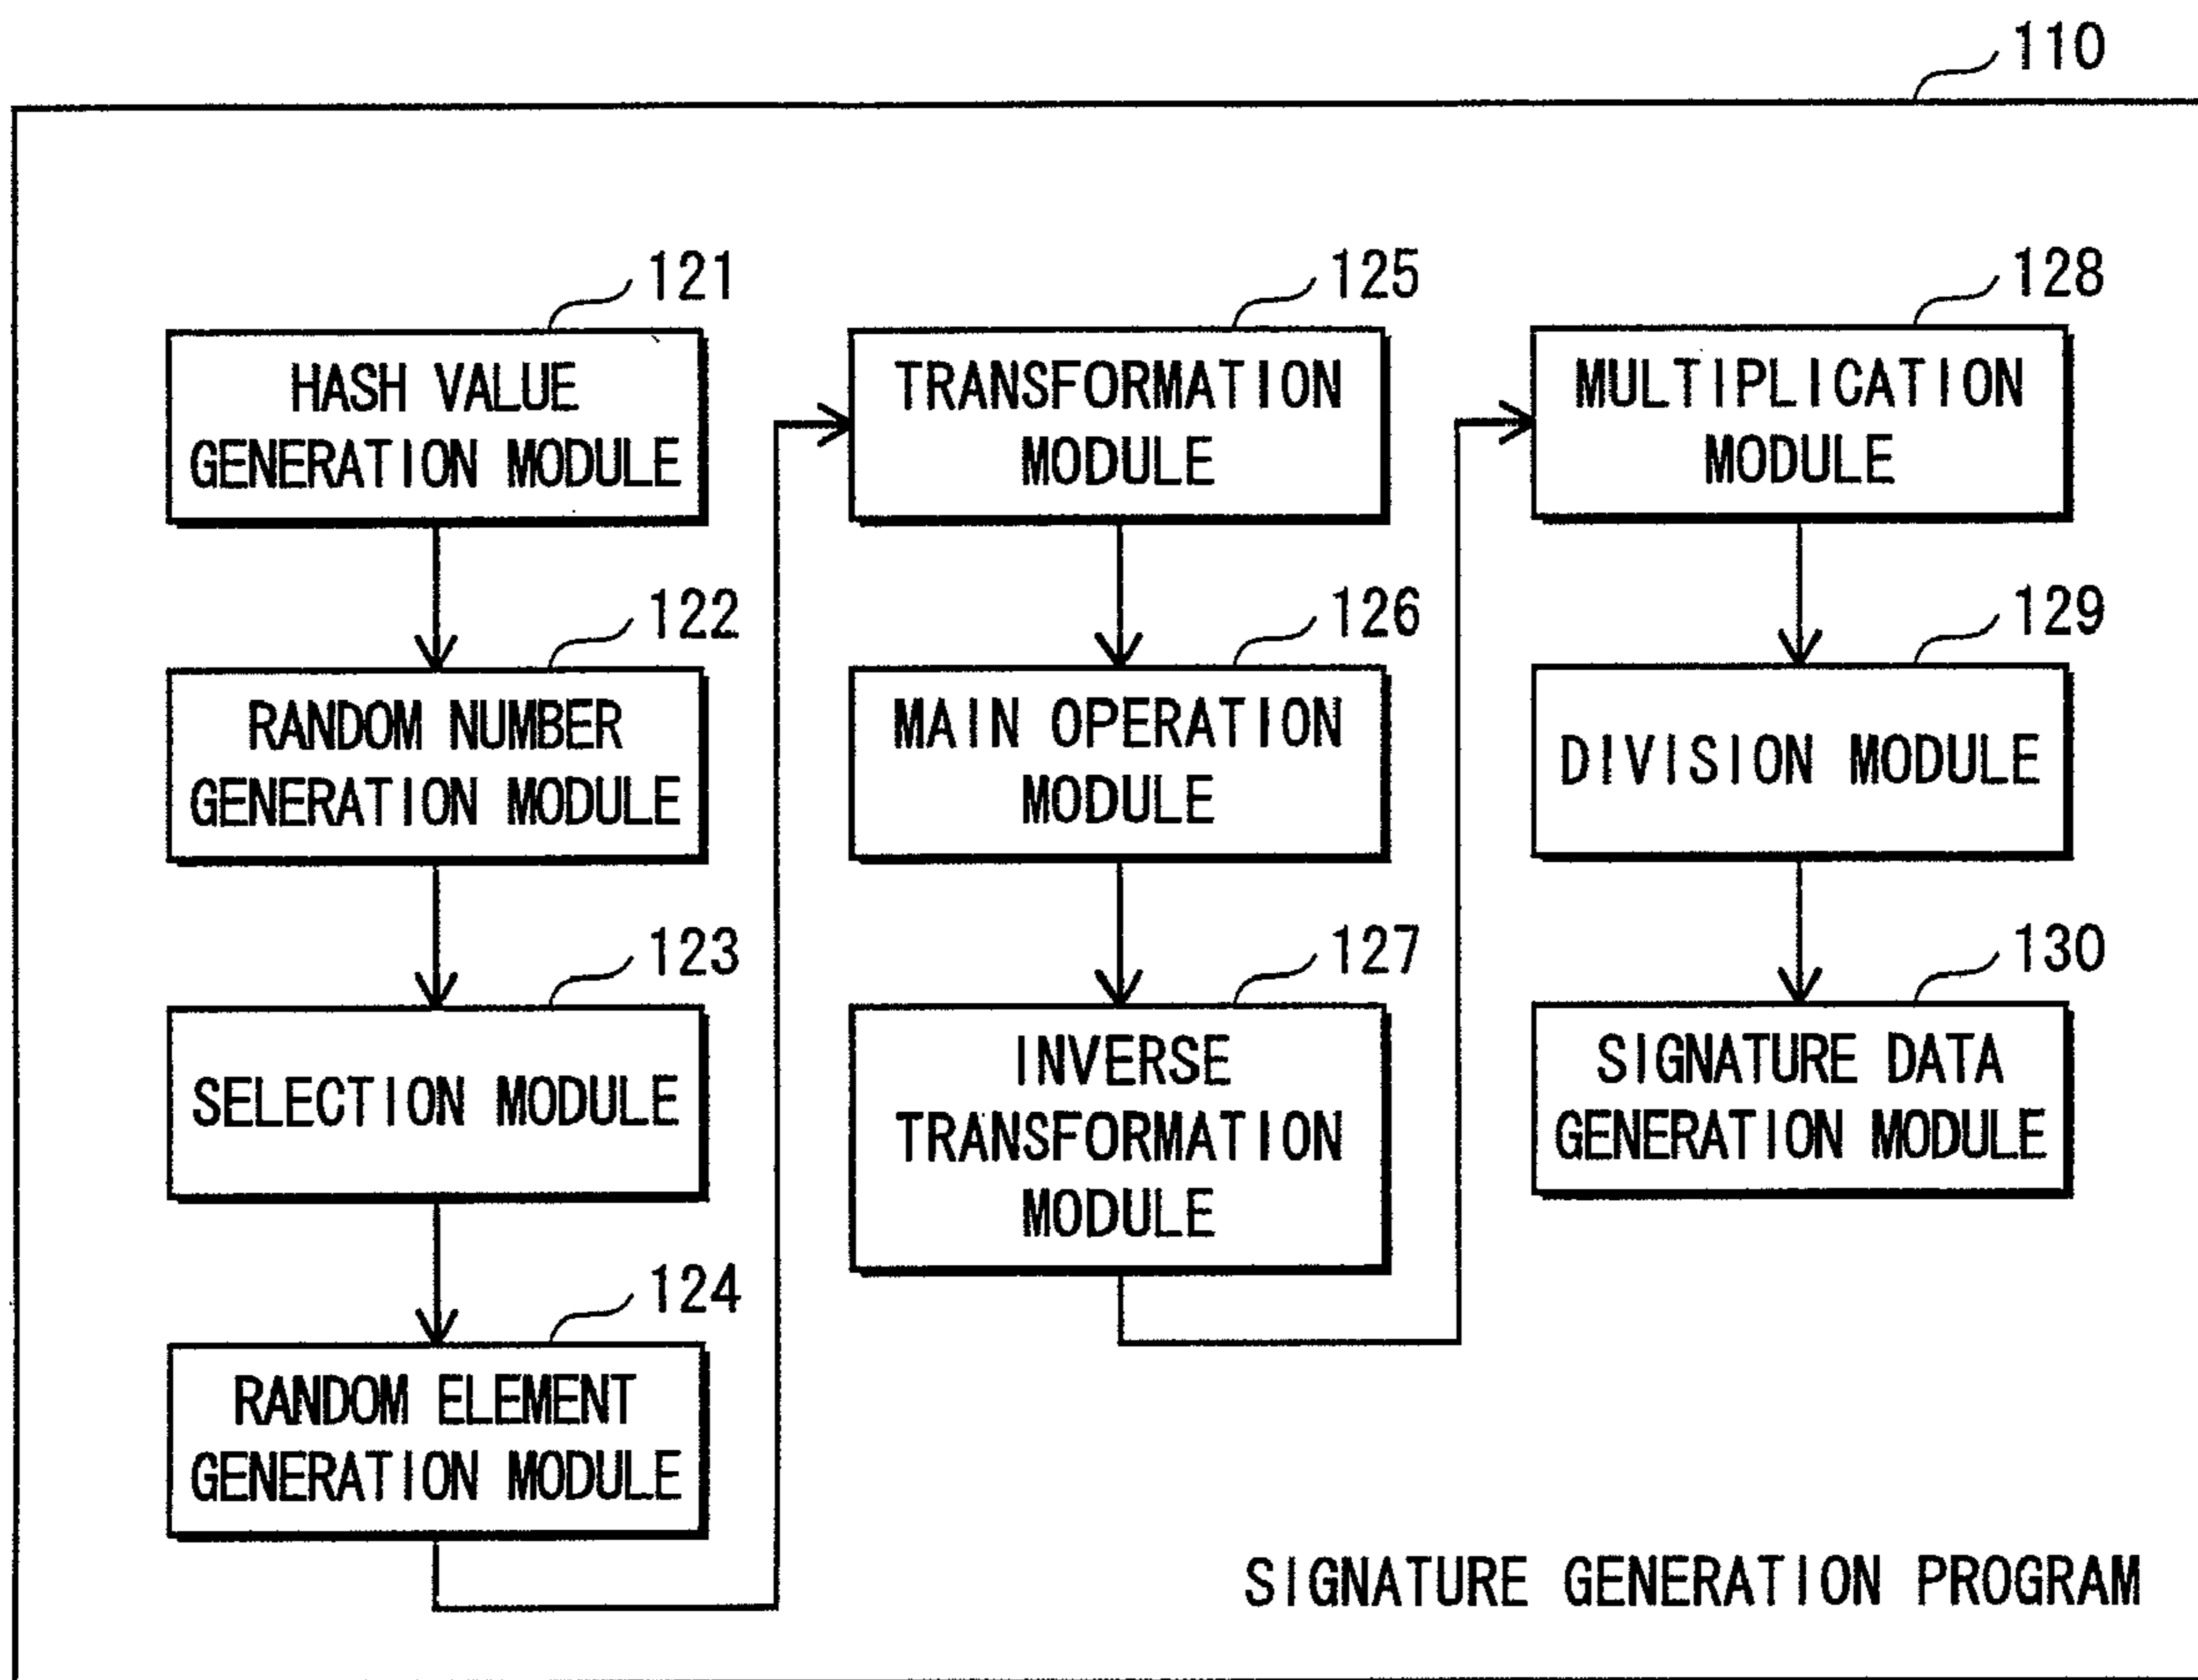 110
121
HASH VALUE
GENERATION MODULE
122
RANDOM NUMBER
GENERATION MODULE
123
SELECTION MODULE
124
RANDOM ELEMENT
GENERATION MODULE
125
TRANSFORMATION
MODULE
126
MAIN OPERATION
MODULE
127
INVERSE
TRANSFORMATION
MODULE
128
MULTIPLICATION
MODULE
129
DIVISION MODULE
130
SIGNATURE DATA
GENERATION MODULE
SIGNATURE GENERATION PROGRAM